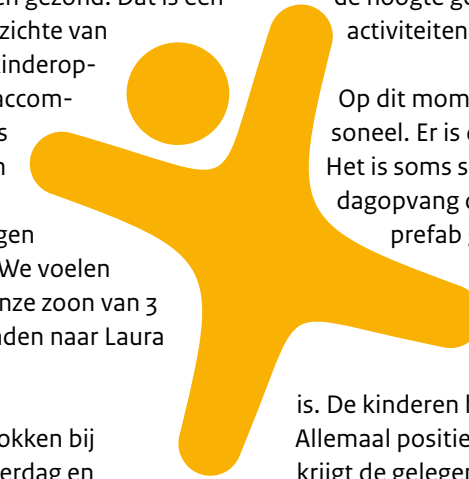 en gezond. Dat is een
zichte van
kinderop-
accom-
s
n
gen
We voelen
onze zoon van 3
nden naar Laura
okken bij
erdag en
de hoogte ge
activiteiten
Op dit mom
soneel. Er is
Het is soms s
dagopvang
prefab
is. De kinderen h
Allemaal positie
krijgt de gelegen